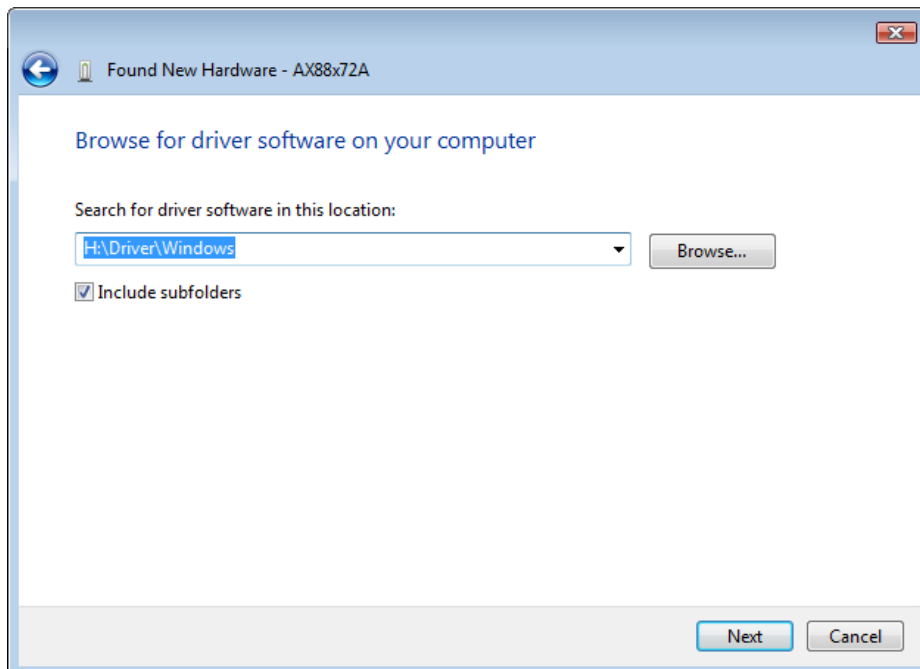 Found New Hardware - AX88x72A
Browse for driver software on your computer
Search for driver software in this location:
H:\Driver\Windows
Browse...
Include subfolders
Next
Cancel